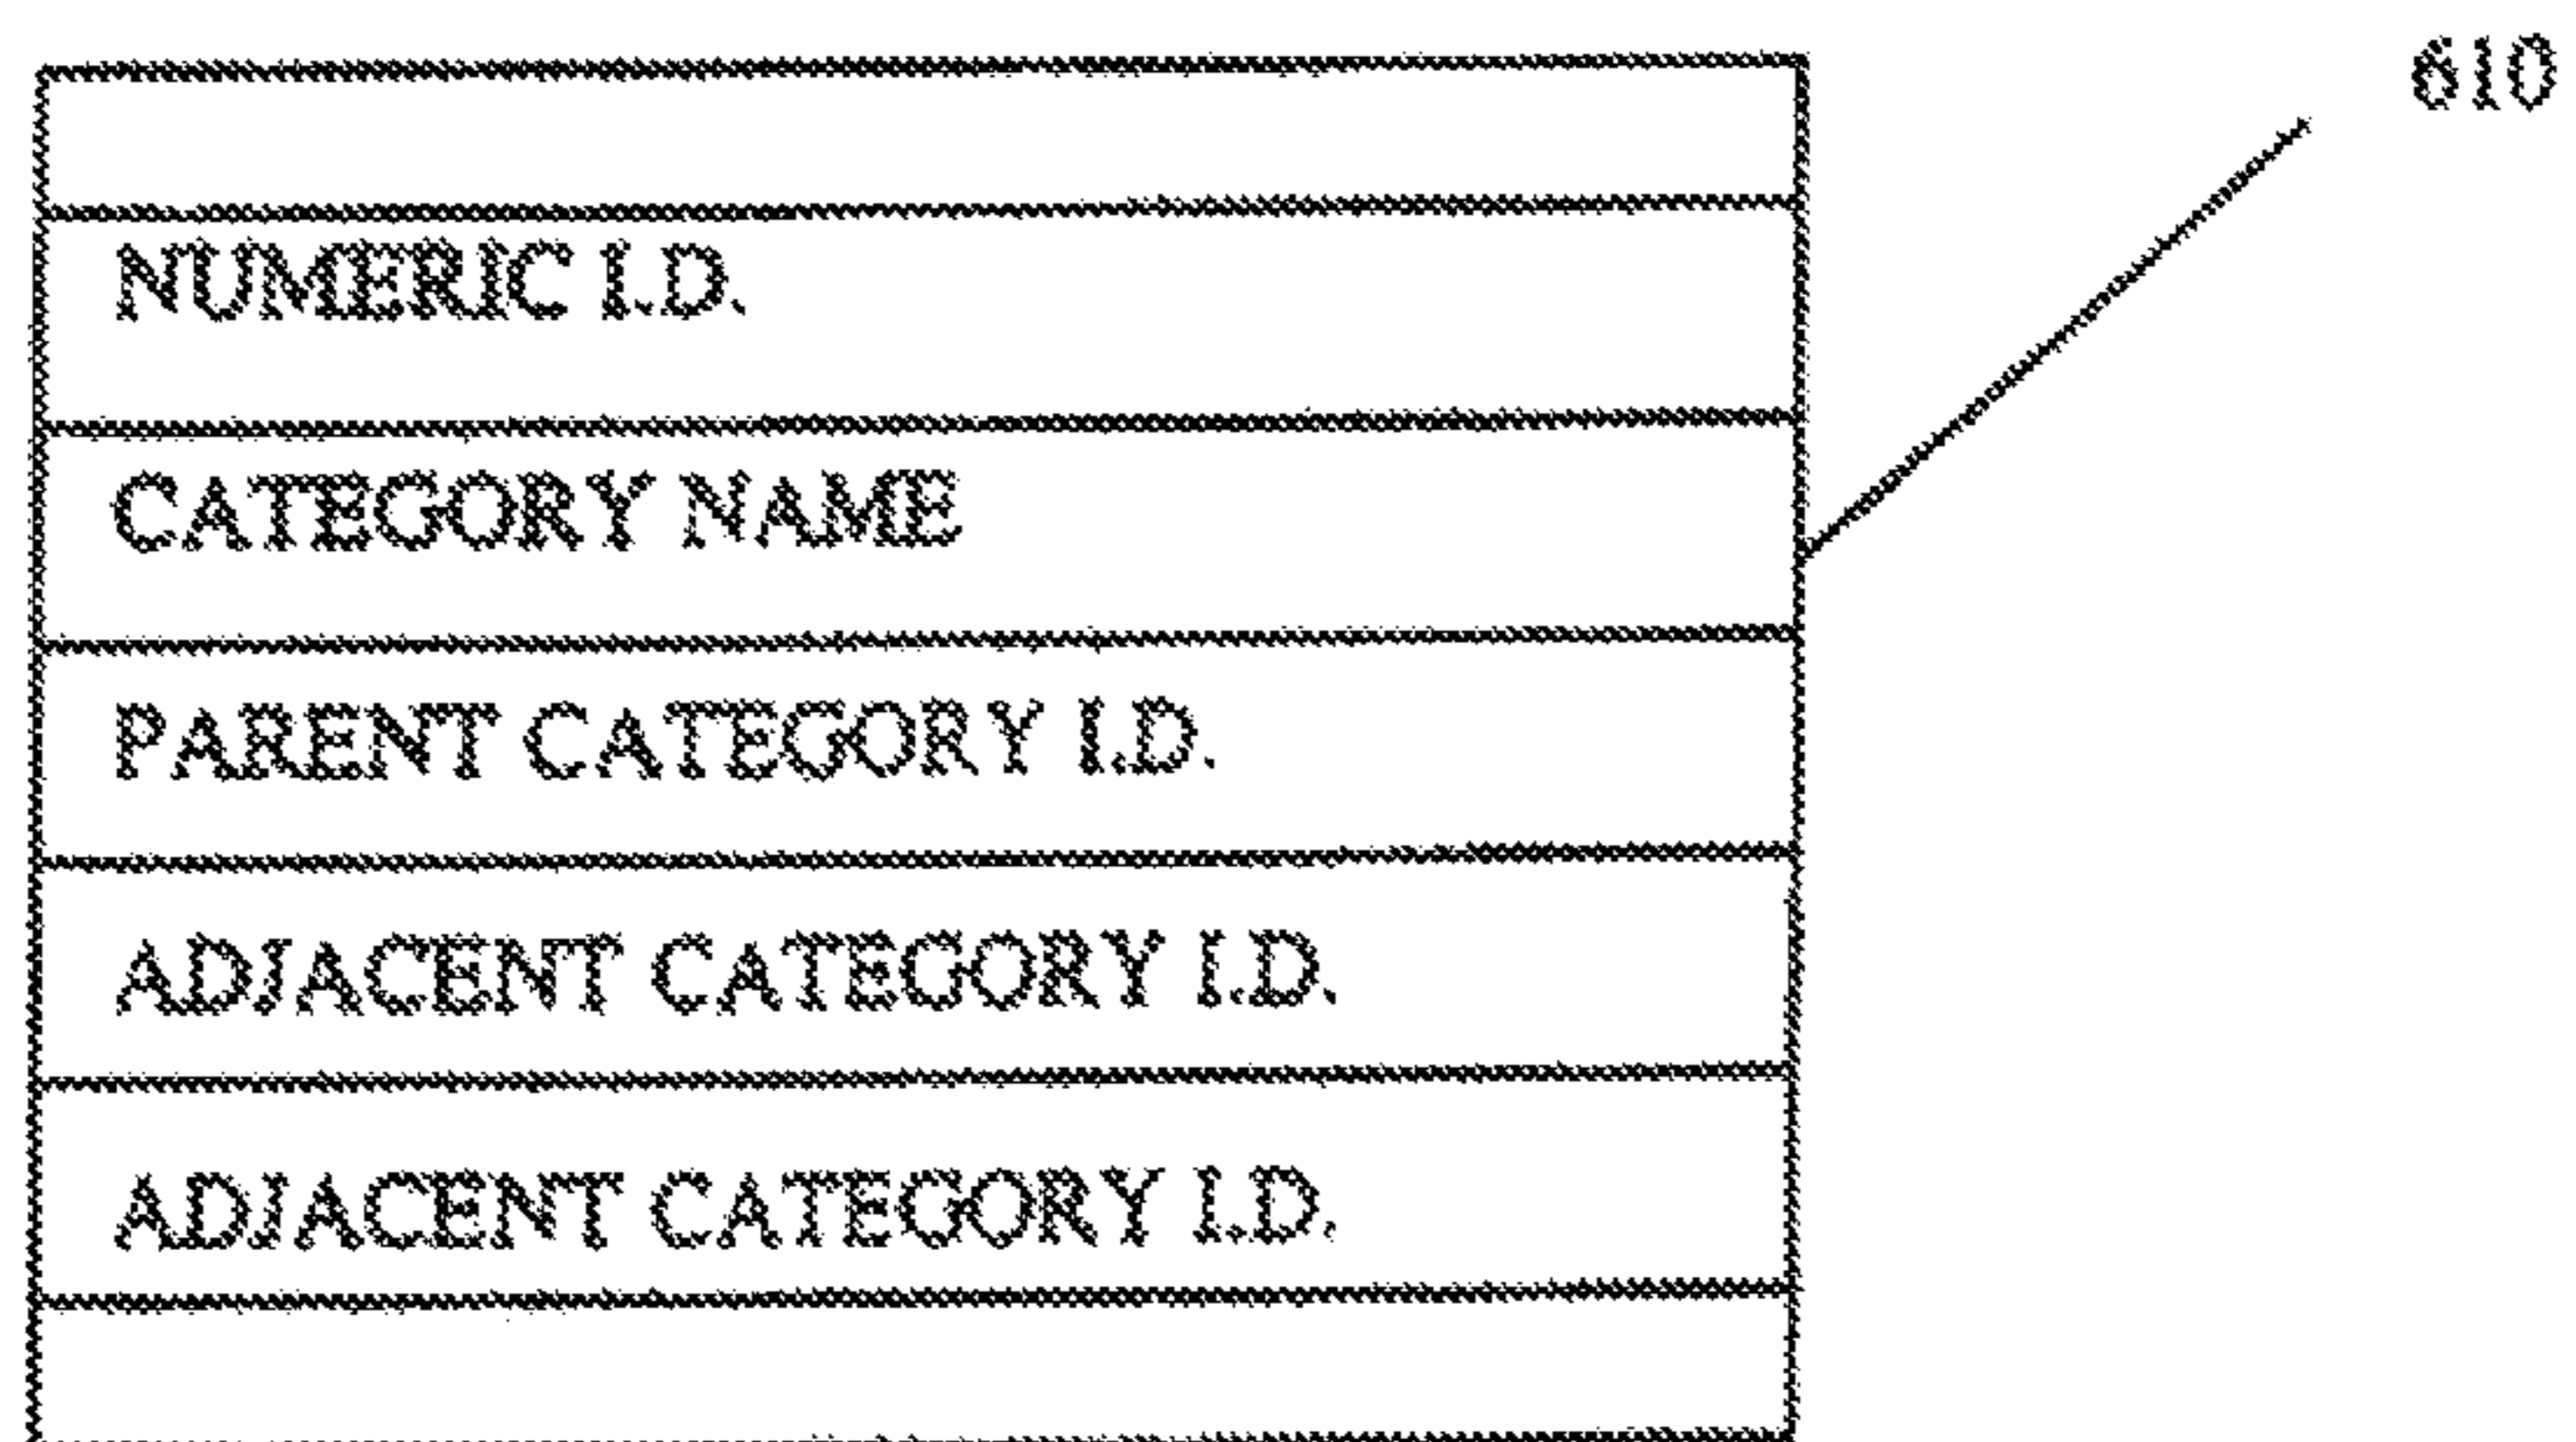 610
NUMERIC I.D.
CATEGORY NAME
PARENT CATEGORY I.D.
ADJACENT CATEGORY I.D.
ADJACENT CATEGORY I.D.